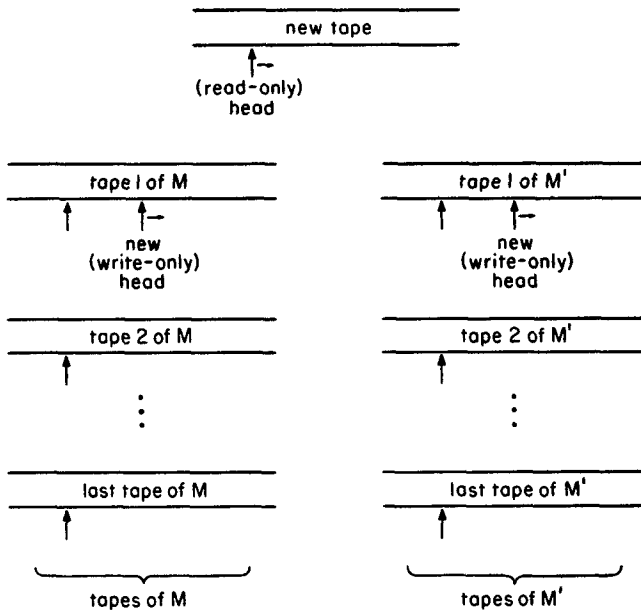 new tape
(read-only)
head
tape 1 of M
tape 1 of M'
new
(write-only)
head
new
(write-only)
head
tape 2 of M
tape 2 of M'
last tape of M
last tape of M'
tapes of M
tapes of M'